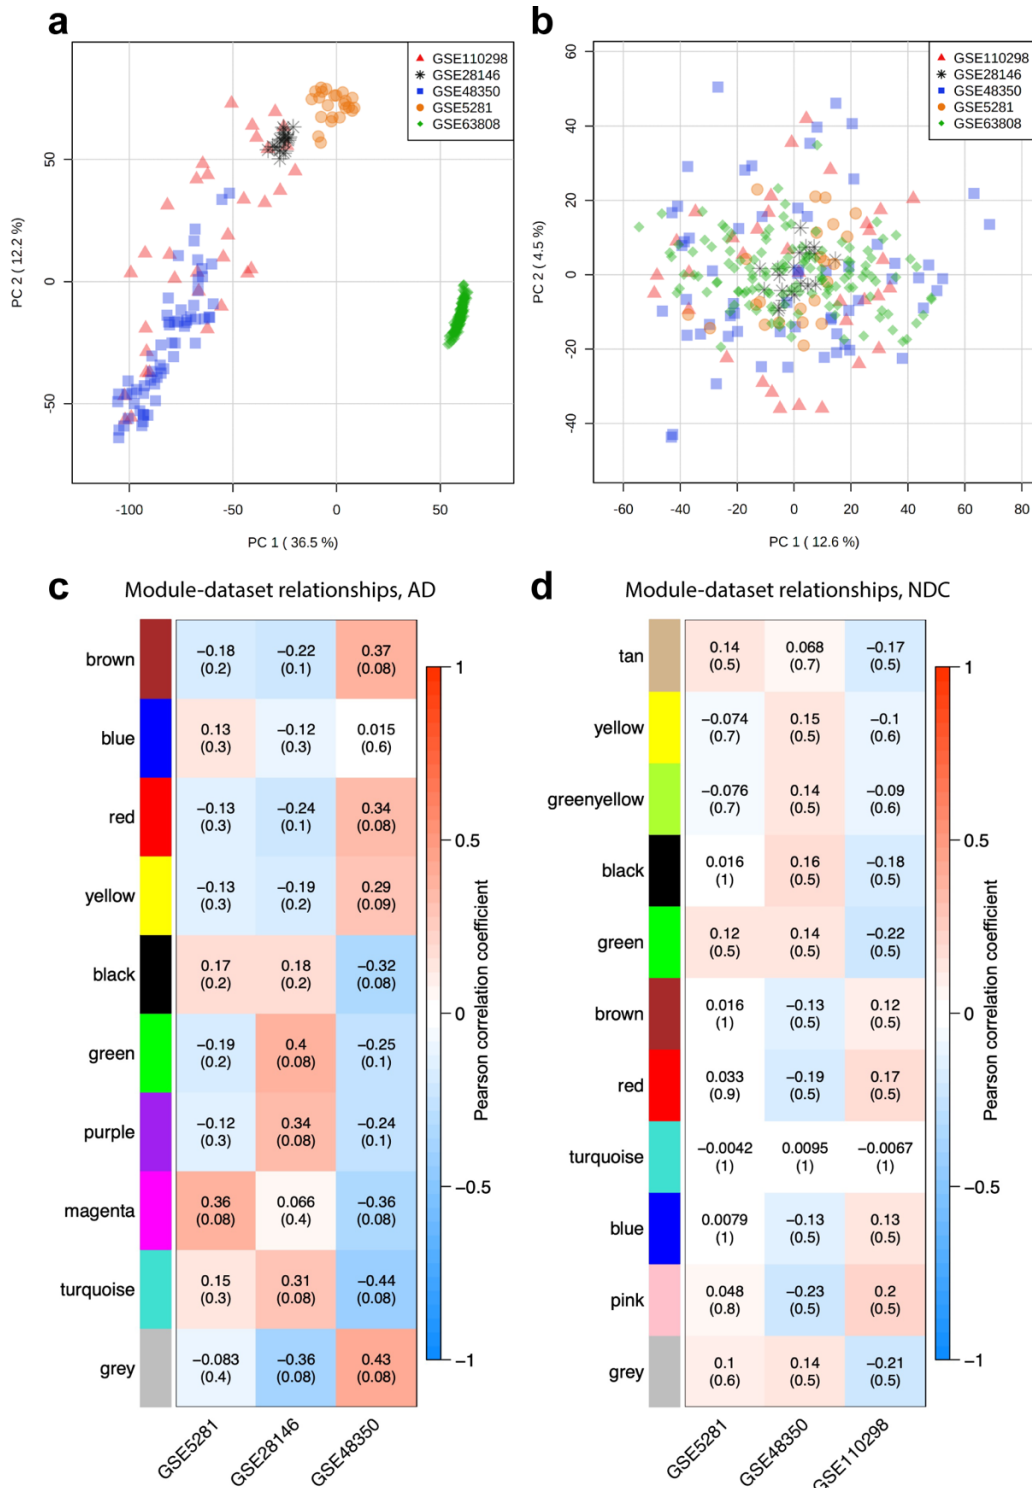 a
GSE110298
GSE28146
GSE48350
GSE5281
GSE63808
50
0
-50
PC 2 ( 12.2 %)
-100
-50
0
50
PC 1 ( 36.5 %)
b
GSE110298
GSE28146
GSE48350
GSE5281
GSE63808
60
40
20
0
-20
-40
PC 2 ( 4.5 %)
-60
-40
-20
0
20
40
60
80
PC 1 ( 12.6 %)
c
Module-dataset relationships, AD
brown
−0.18 −0.22 0.37
(0.2) (0.1) (0.08)
blue
0.13 −0.12 0.015
(0.3) (0.3) (0.6)
red
−0.13 −0.24 0.34
(0.3) (0.1) (0.08)
yellow
−0.13 −0.19 0.29
(0.3) (0.2) (0.09)
black
0.17 0.18 −0.32
(0.2) (0.2) (0.08)
green
−0.19 0.4 −0.25
(0.2) (0.08) (0.1)
purple
−0.12 0.34 −0.24
(0.3) (0.08) (0.1)
magenta
0.36 0.066 −0.36
(0.08) (0.4) (0.08)
turquoise
0.15 0.31 −0.44
(0.3) (0.08) (0.08)
grey
−0.083 −0.36 0.43
(0.4) (0.08) (0.08)
GSE5281
GSE28146
GSE48350
1
0.5
0
−0.5
−1
Pearson correlation coefficient
d
Module-dataset relationships, NDC
tan
0.14 0.068 −0.17
(0.5) (0.7) (0.5)
yellow
−0.074 0.15 −0.1
(0.7) (0.5) (0.6)
greenyellow
−0.076 0.14 −0.09
(0.7) (0.5) (0.6)
black
0.016 0.16 −0.18
(1) (0.5) (0.5)
green
0.12 0.14 −0.22
(0.5) (0.5) (0.5)
brown
0.016 −0.13 0.12
(1) (0.5) (0.5)
red
0.033 −0.19 0.17
(0.9) (0.5) (0.5)
turquoise
−0.0042 0.0095 −0.0067
(1) (1) (1)
blue
0.0079 −0.13 0.13
(1) (0.5) (0.5)
pink
0.048 −0.23 0.2
(0.8) (0.5) (0.5)
grey
0.1 0.14 −0.21
(0.6) (0.5) (0.5)
GSE5281
GSE48350
GSE110298
1
0.5
0
−0.5
−1
Pearson correlation coefficient